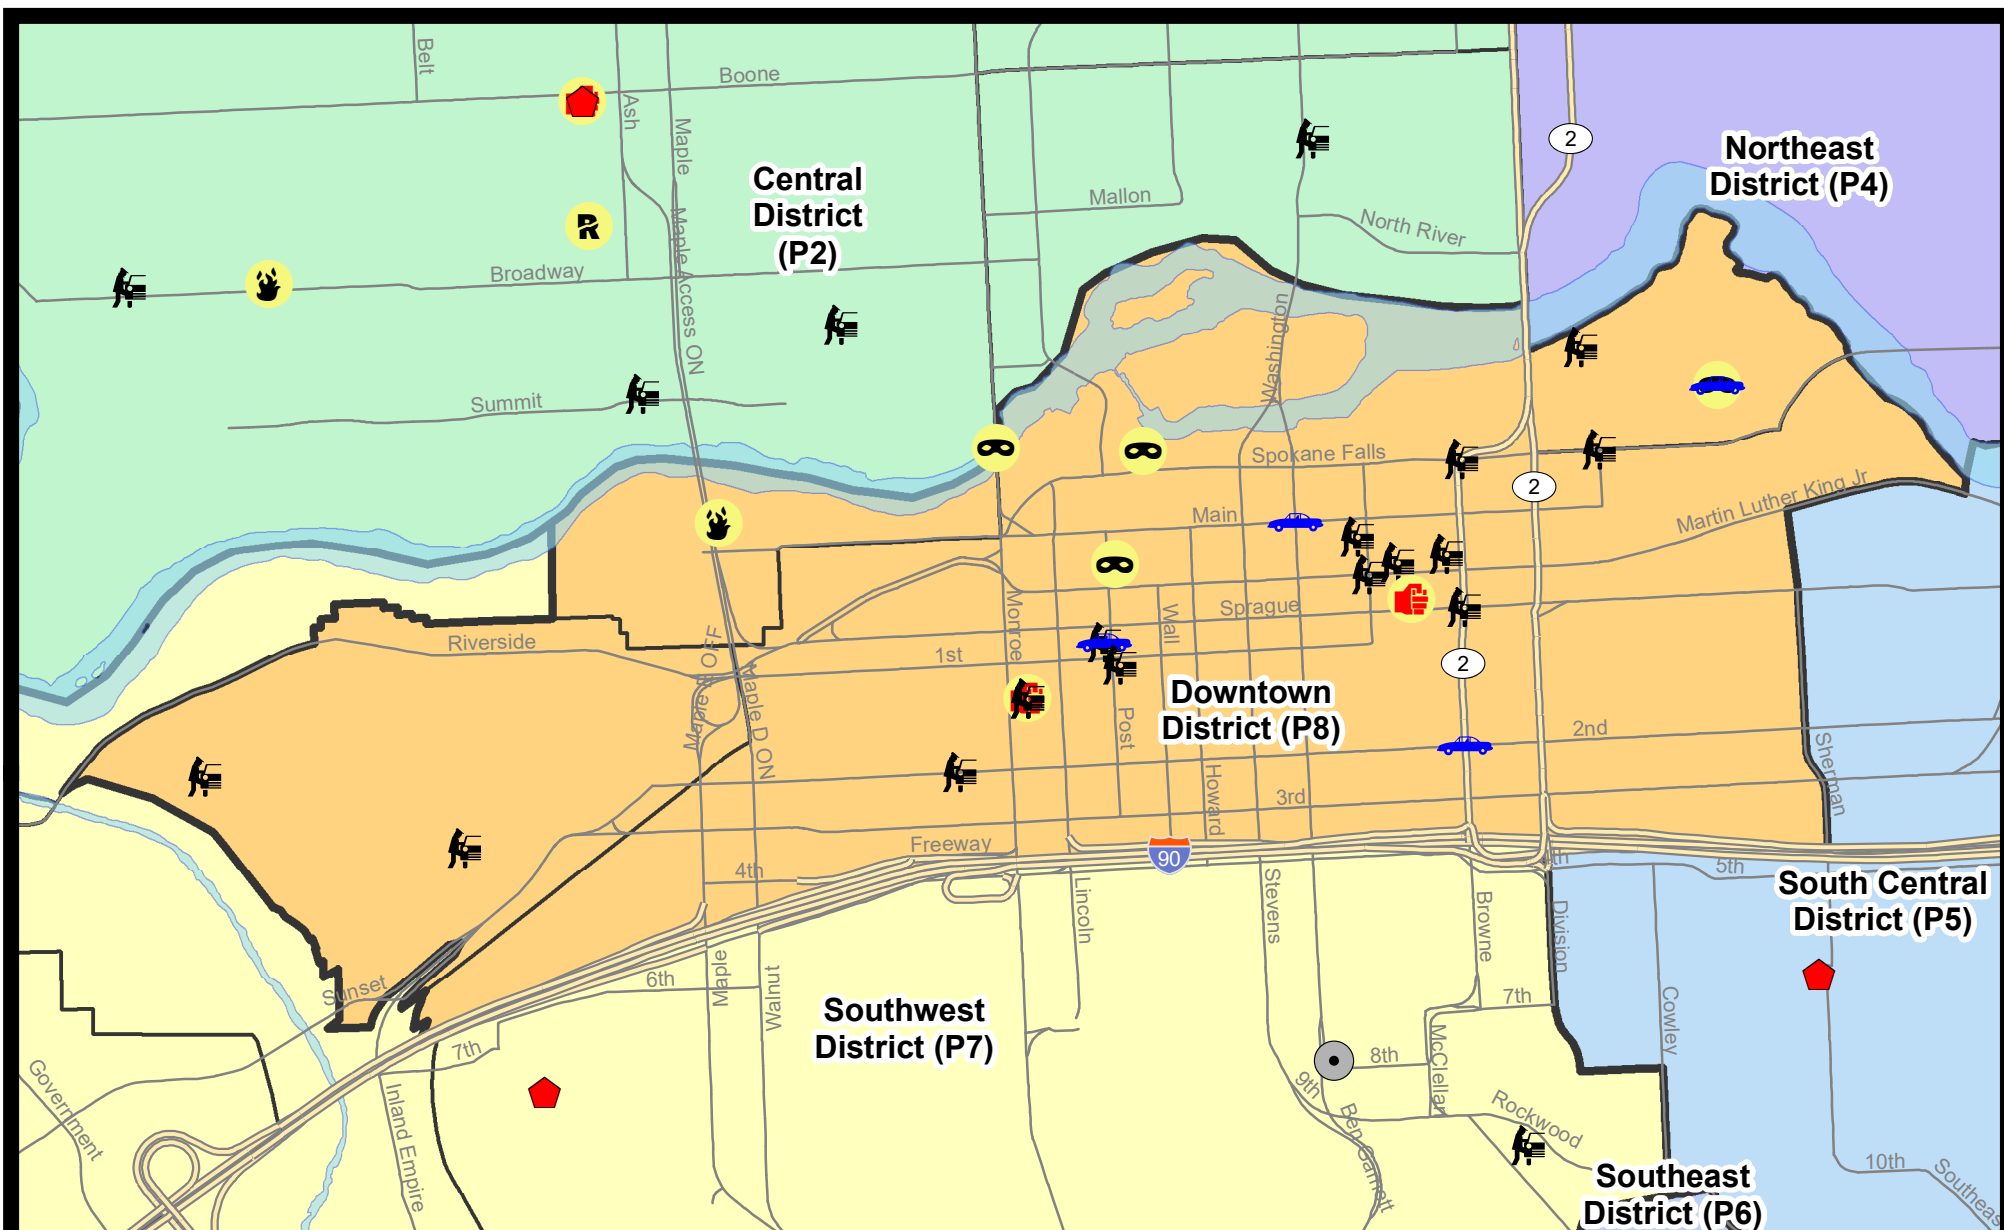 Belt
Boone
Ash
Maple
2
Northeast
District (P4)
Central
District
(P2)
Mallon
North River
Maple Access ON
R
Broadway
Washington
Summit
Spokane Falls
2
Martin Luther King Jr
Main
Monroe
Wall
Sprague
Riverside
1st
2
Maple D ON
Downtown
District (P8)
Post
2nd
Sherman
Howard
3rd
Freeway
90
4th
5th
South Central
District (P5)
Lincoln
Stevens
Browne
Division
Maple
Walnut
6th
Sunset
Southwest
District (P7)
7th
Cowley
7th
8th
McClellan
9th
Government
Inland Empire
Ben Garnett
Rockwood
10th
Southeast
District (P6)